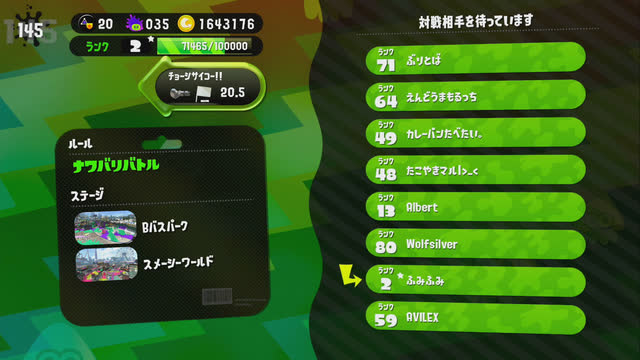 145
20
035
1643176
ランク 2 71465/100000
チョーシサイコー!!
20.5
ルール
ナワバリバトル
ステージ
Bバスパーク
スメーシーワールド
対戦相手を待っています
ランク 71 ぷりとば
ランク 64 えんどうまもるっち
ランク 49 カレーパンたべたい。
ランク 48 たこやきマル|>_<
ランク 13 Albert
ランク 80 Wolfsilver
ランク 2 ふみふみ
ランク 59 AVILEX